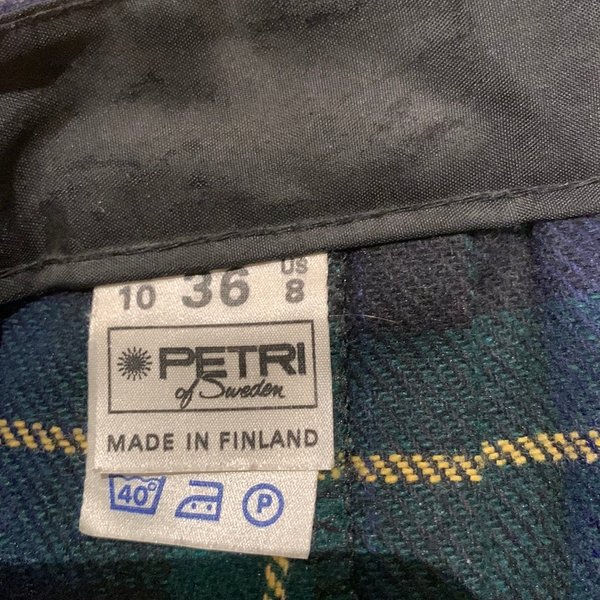 10 36 US 8
PETRI
of Sweden
MADE IN FINLAND
40° P